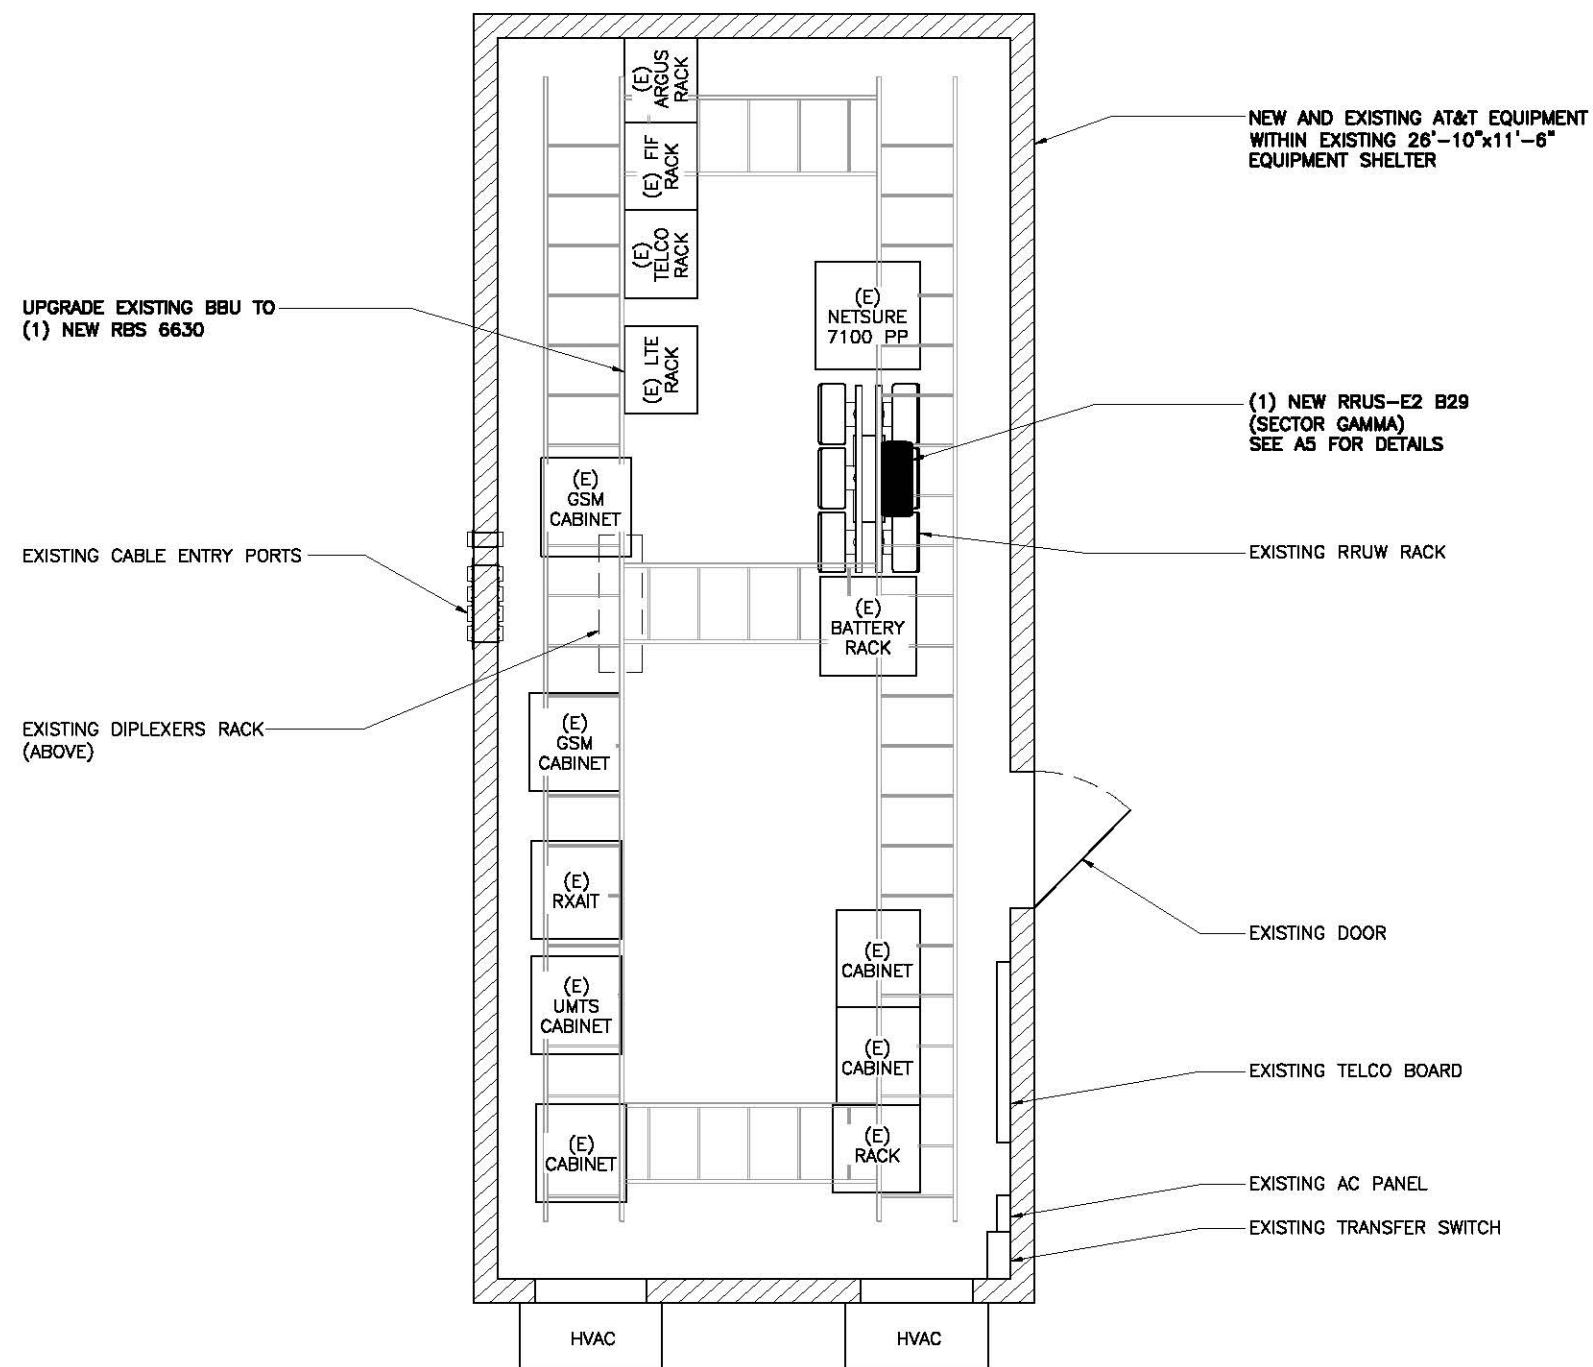 (E)
ARGUS
RACK
(E) FIF
RACK
(E)
TELCO
RACK
(E) LTE
RACK
(E)
NETSURE
7100 PP
NEW AND EXISTING AT&T EQUIPMENT
WITHIN EXISTING 26'-10"x11'-6"
EQUIPMENT SHELTER
UPGRADE EXISTING BBU TO
(1) NEW RBS 6630
(1) NEW RRUS-E2 B29
(SECTOR GAMMA)
SEE A5 FOR DETAILS
(E)
GSM
CABINET
EXISTING CABLE ENTRY PORTS
EXISTING RRUW RACK
(E)
BATTERY
RACK
EXISTING DIPLEXERS RACK
(ABOVE)
(E)
GSM
CABINET
(E)
RXAIT
EXISTING DOOR
(E)
CABINET
(E)
UMTS
CABINET
(E)
CABINET
EXISTING TELCO BOARD
(E)
CABINET
(E)
RACK
EXISTING AC PANEL
EXISTING TRANSFER SWITCH
HVAC
HVAC